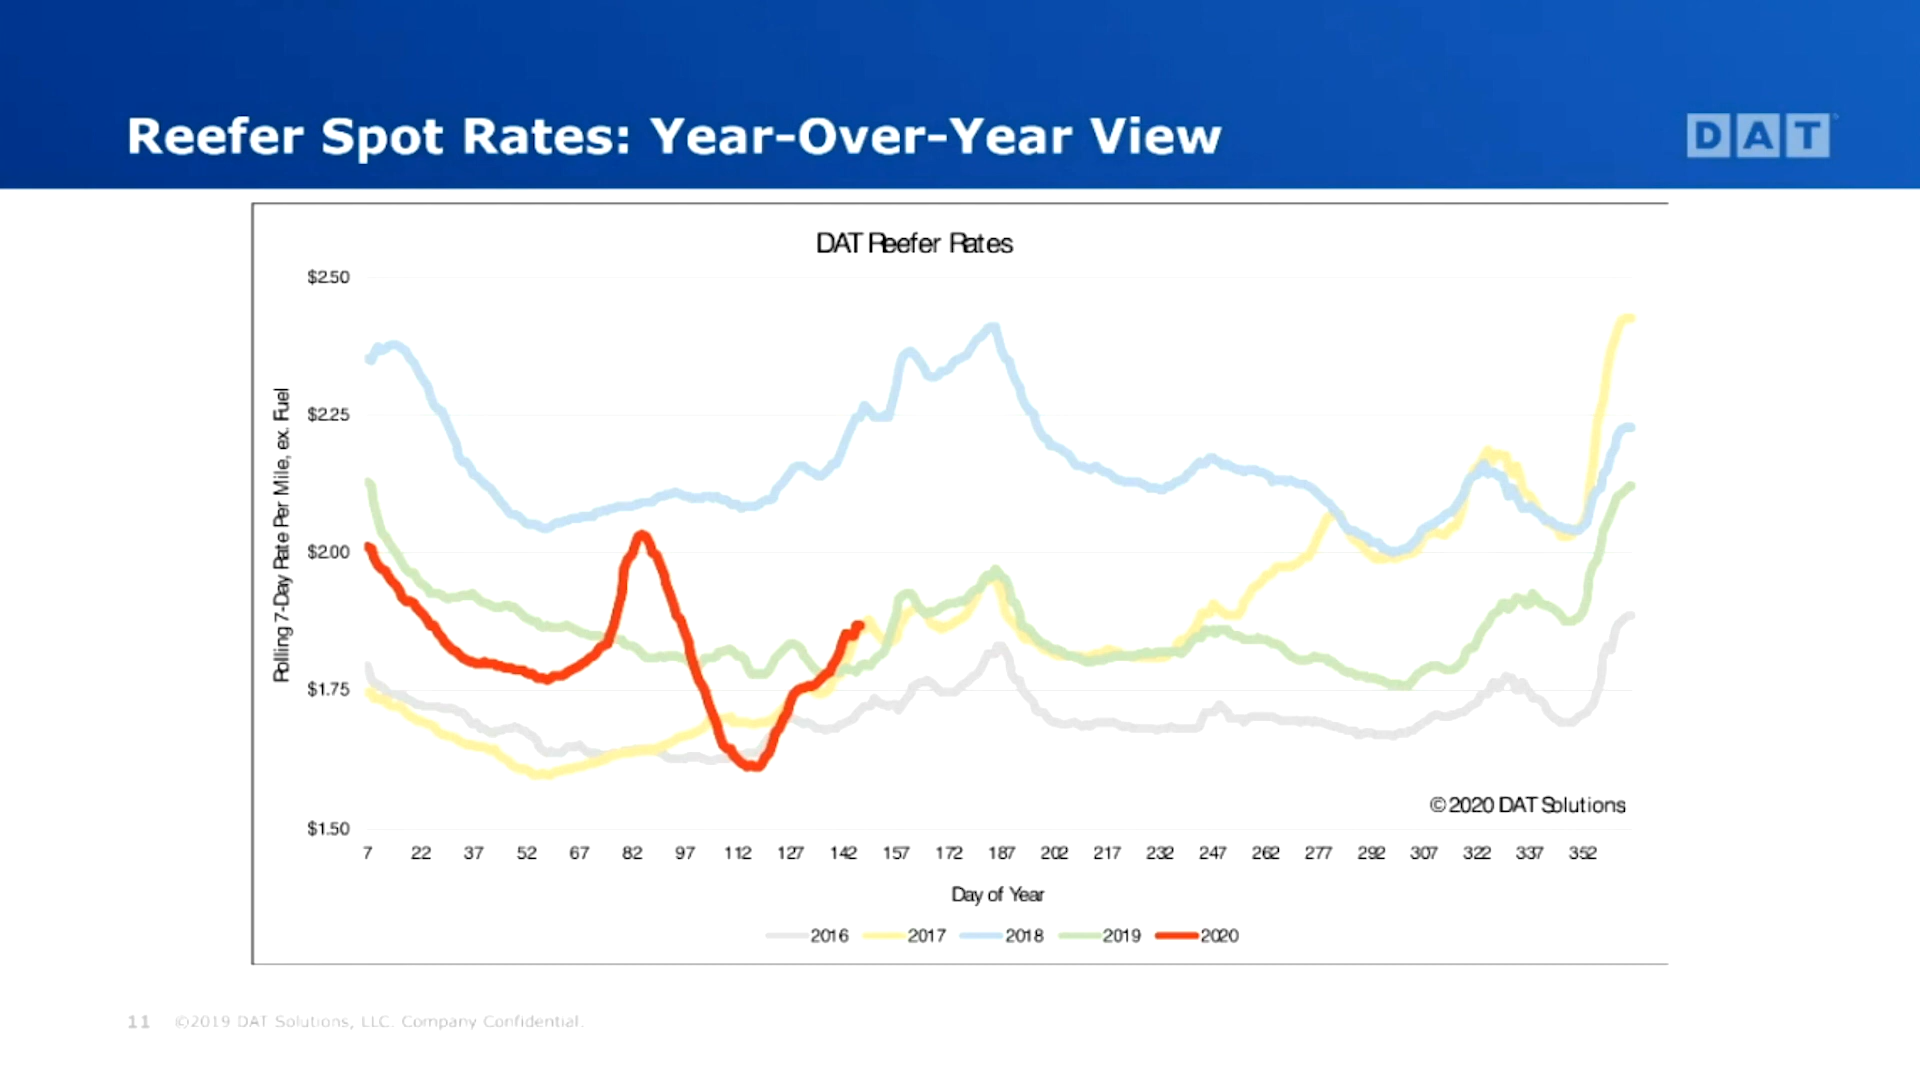 Reefer Spot Rates: Year-Over-Year View
DAT
DAT Reefer Rates
$2.50
$2.25
$2.00
$1.75
$1.50
Rolling 7-Day Rate Per Mile, ex. Fuel
©2020 DAT Solutions
7 22 37 52 67 82 97 112 127 142 157 172 187 202 217 232 247 262 277 292 307 322 337 352
Day of Year
2016 2017 2018 2019 2020
11 ©2019 DAT Solutions, LLC. Company Confidential.